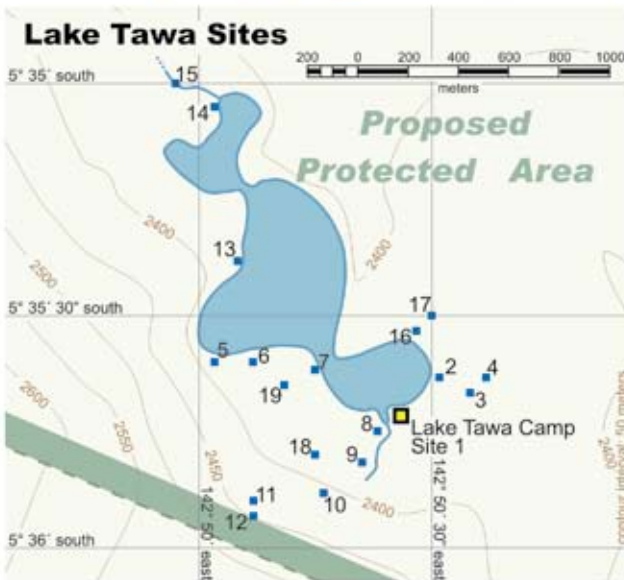 Lake Tawa Sites
200 0 200 400 600 800 1000
meters
5° 35´ south
15
14
Proposed
Protected Area
2400
2400
13
2500
17
5° 35´ 30" south
16
5
6
7
2
4
19
3
2600
Lake Tawa Camp
Site 1
8
2550
2450
18
9
2400
contour interval, 50 meters
10
2400
11
12
142° 50´ east
142° 50´ 30" east
5° 36´ south